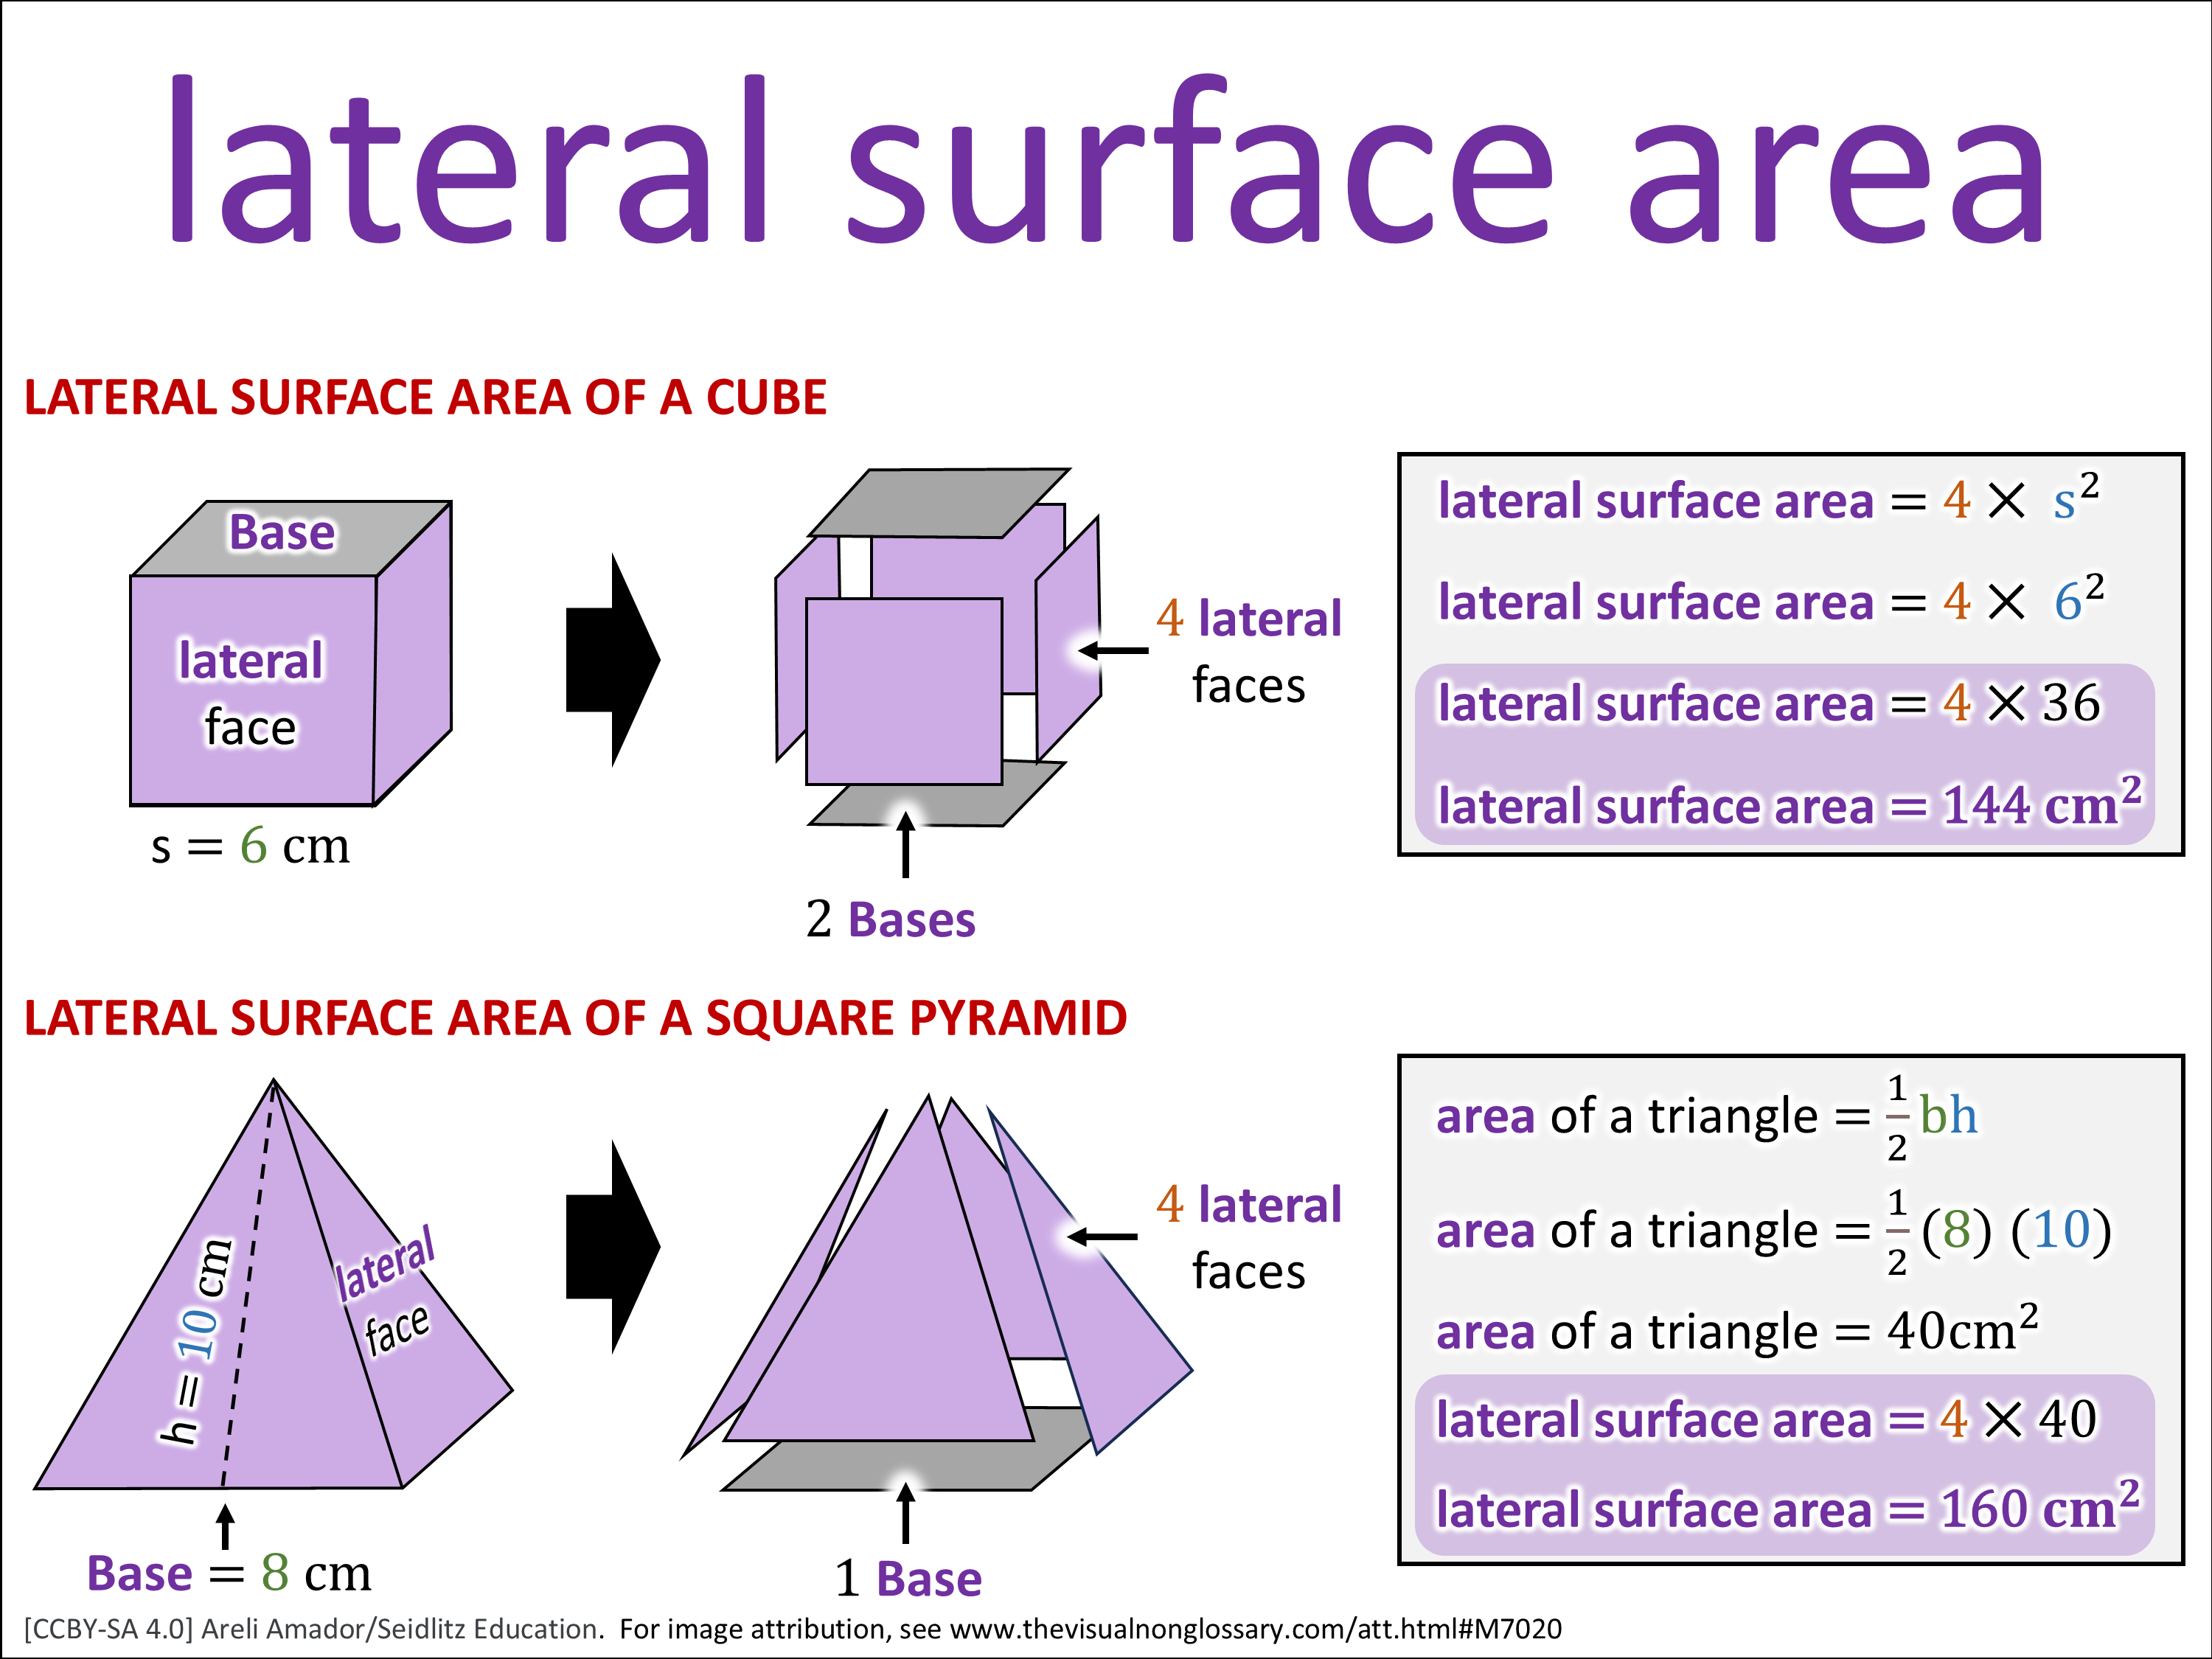 lateral surface area
LATERAL SURFACE AREA OF A CUBE
Base
lateral
face
s = 6 cm
4 lateral
faces
2 Bases
lateral surface area = 4 × s²
lateral surface area = 4 × 6²
lateral surface area = 4 × 36
lateral surface area = 144 cm²
LATERAL SURFACE AREA OF A SQUARE PYRAMID
h = 10 cm
lateral
face
Base = 8 cm
4 lateral
faces
1 Base
area of a triangle = 1/2 bh
area of a triangle = 1/2 (8) (10)
area of a triangle = 40cm²
lateral surface area = 4 × 40
lateral surface area = 160 cm²
[CCBY-SA 4.0] Areli Amador/Seidlitz Education. For image attribution, see www.thevisualnonglossary.com/att.html#M7020